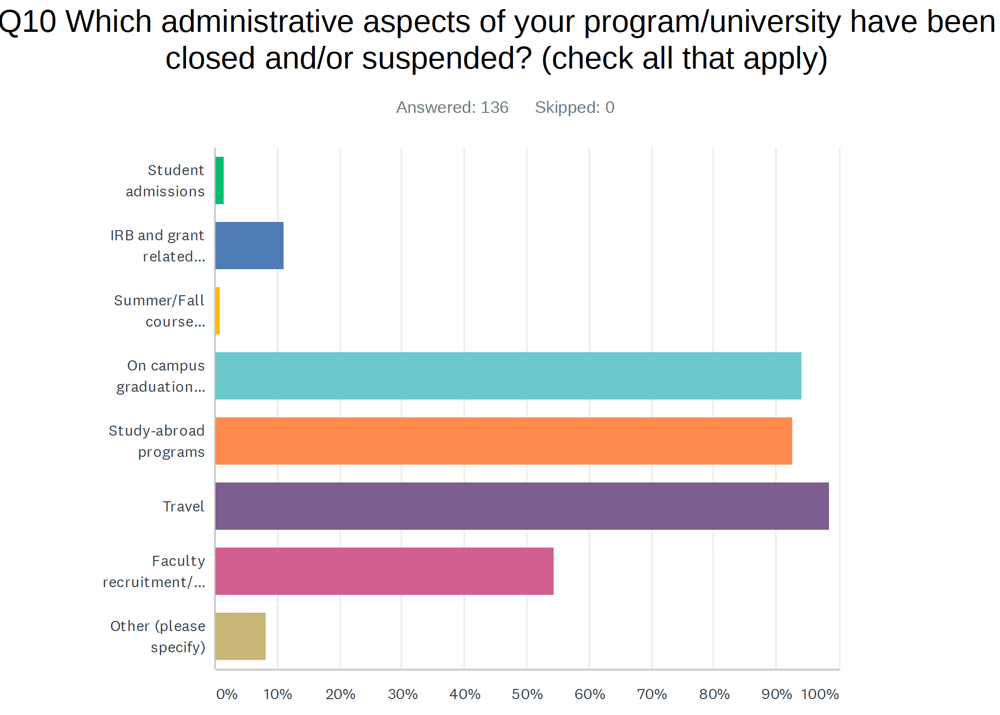 Q10 Which administrative aspects of your program/university have been
closed and/or suspended? (check all that apply)
Answered: 136 Skipped: 0
Student
admissions
IRB and grant
related...
Summer/Fall
course...
On campus
graduation...
Study-abroad
programs
Travel
Faculty
recruitment/...
Other (please
specify)
0% 10% 20% 30% 40% 50% 60% 70% 80% 90% 100%